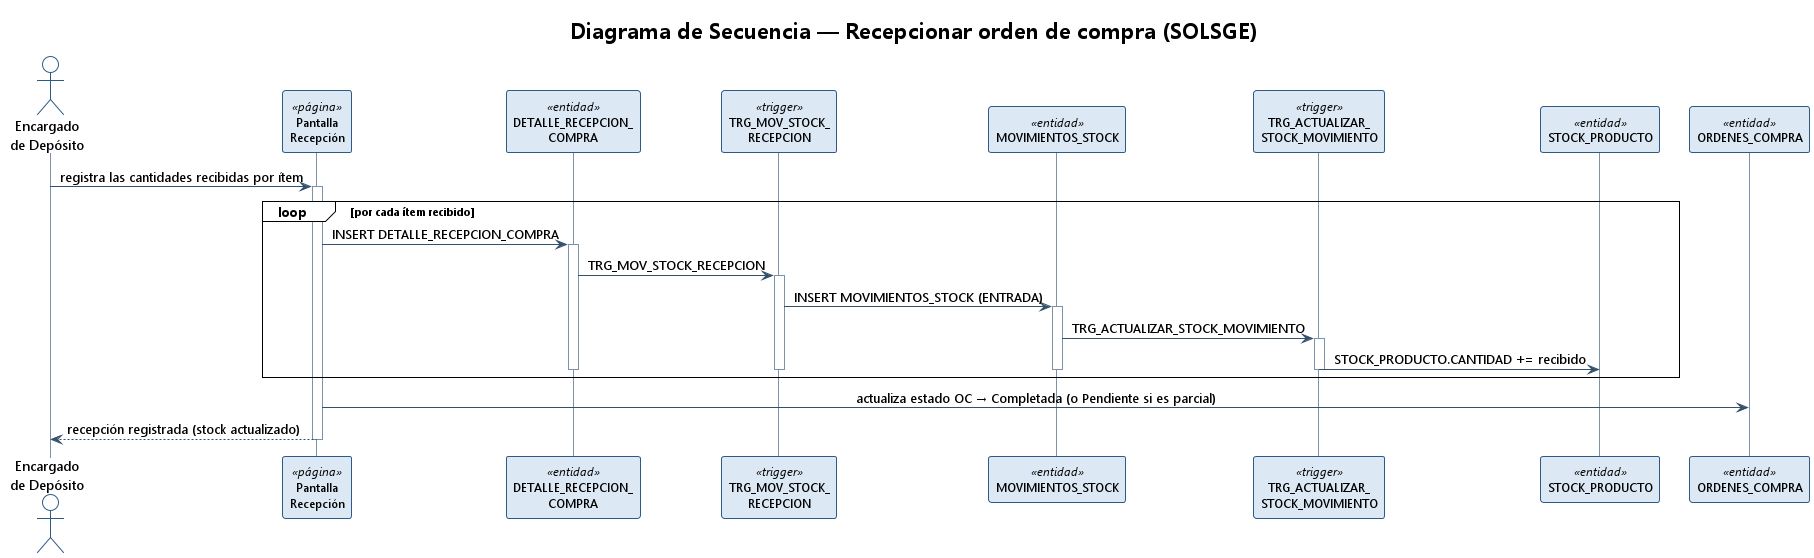 Diagrama de Secuencia — Recepcionar orden de compra (SOLSGE)
Encargado
de Depósito
«página»
Pantalla
Recepción
«entidad»
DETALLE_RECEPCION_
COMPRA
«trigger»
TRG_MOV_STOCK_
RECEPCION
«entidad»
MOVIMIENTOS_STOCK
«trigger»
TRG_ACTUALIZAR_
STOCK_MOVIMIENTO
«entidad»
STOCK_PRODUCTO
«entidad»
ORDENES_COMPRA
registra las cantidades recibidas por ítem
loop [por cada ítem recibido]
INSERT DETALLE_RECEPCION_COMPRA
TRG_MOV_STOCK_RECEPCION
INSERT MOVIMIENTOS_STOCK (ENTRADA)
TRG_ACTUALIZAR_STOCK_MOVIMIENTO
STOCK_PRODUCTO.CANTIDAD += recibido
actualiza estado OC → Completada (o Pendiente si es parcial)
recepción registrada (stock actualizado)
Encargado
de Depósito
«página»
Pantalla
Recepción
«entidad»
DETALLE_RECEPCION_
COMPRA
«trigger»
TRG_MOV_STOCK_
RECEPCION
«entidad»
MOVIMIENTOS_STOCK
«trigger»
TRG_ACTUALIZAR_
STOCK_MOVIMIENTO
«entidad»
STOCK_PRODUCTO
«entidad»
ORDENES_COMPRA